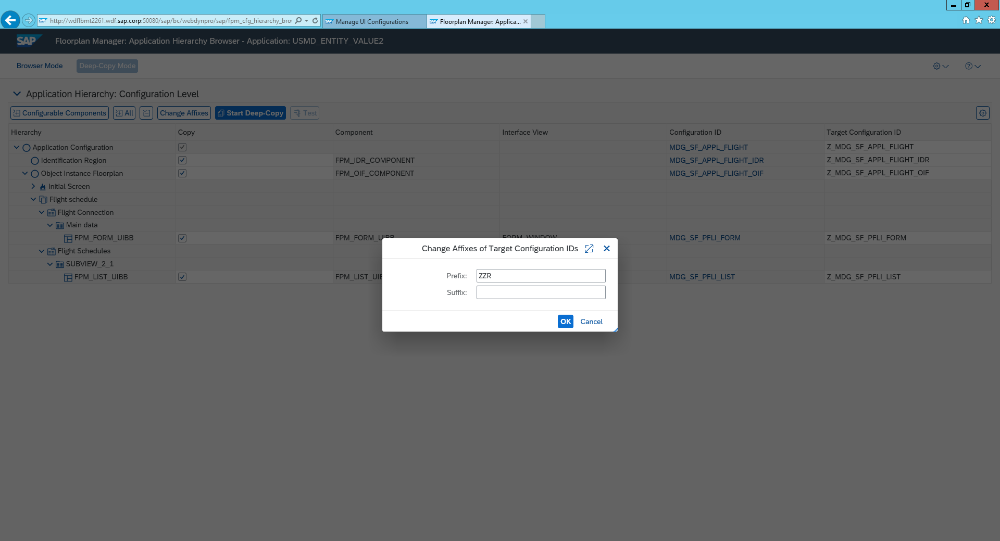 http://wdflbmt2261.wdf.sap.corp:50080/sap/bc/webdynpro/sap/fpm_cfg_hierarchy_bro
Manage UI Configurations
Floorplan Manager: Applica...
SAP Floorplan Manager: Application Hierarchy Browser - Application: USMD_ENTITY_VALUE2
Browser Mode Deep-Copy Mode
Application Hierarchy: Configuration Level
Configurable Components All Change Affixes Start Deep-Copy Test
Hierarchy Copy Component Interface View Configuration ID Target Configuration ID
Application Configuration MDG_SF_APPL_FLIGHT Z_MDG_SF_APPL_FLIGHT
Identification Region FPM_IDR_COMPONENT MDG_SF_APPL_FLIGHT_IDR Z_MDG_SF_APPL_FLIGHT_IDR
Object Instance Floorplan FPM_OIF_COMPONENT MDG_SF_APPL_FLIGHT_OIF Z_MDG_SF_APPL_FLIGHT_OIF
Initial Screen
Flight schedule
Flight Connection
Main data
FPM_FORM_UIBB FPM_FORM_UIBB FORM_WINDOW MDG_SF_PFLI_FORM Z_MDG_SF_PFLI_FORM
Flight Schedules
SUBVIEW_2_1
FPM_LIST_UIBB FPM_LIST_UIB MDG_SF_PFLI_LIST Z_MDG_SF_PFLI_LIST
Change Affixes of Target Configuration IDs
Prefix: ZZR
Suffix:
OK Cancel